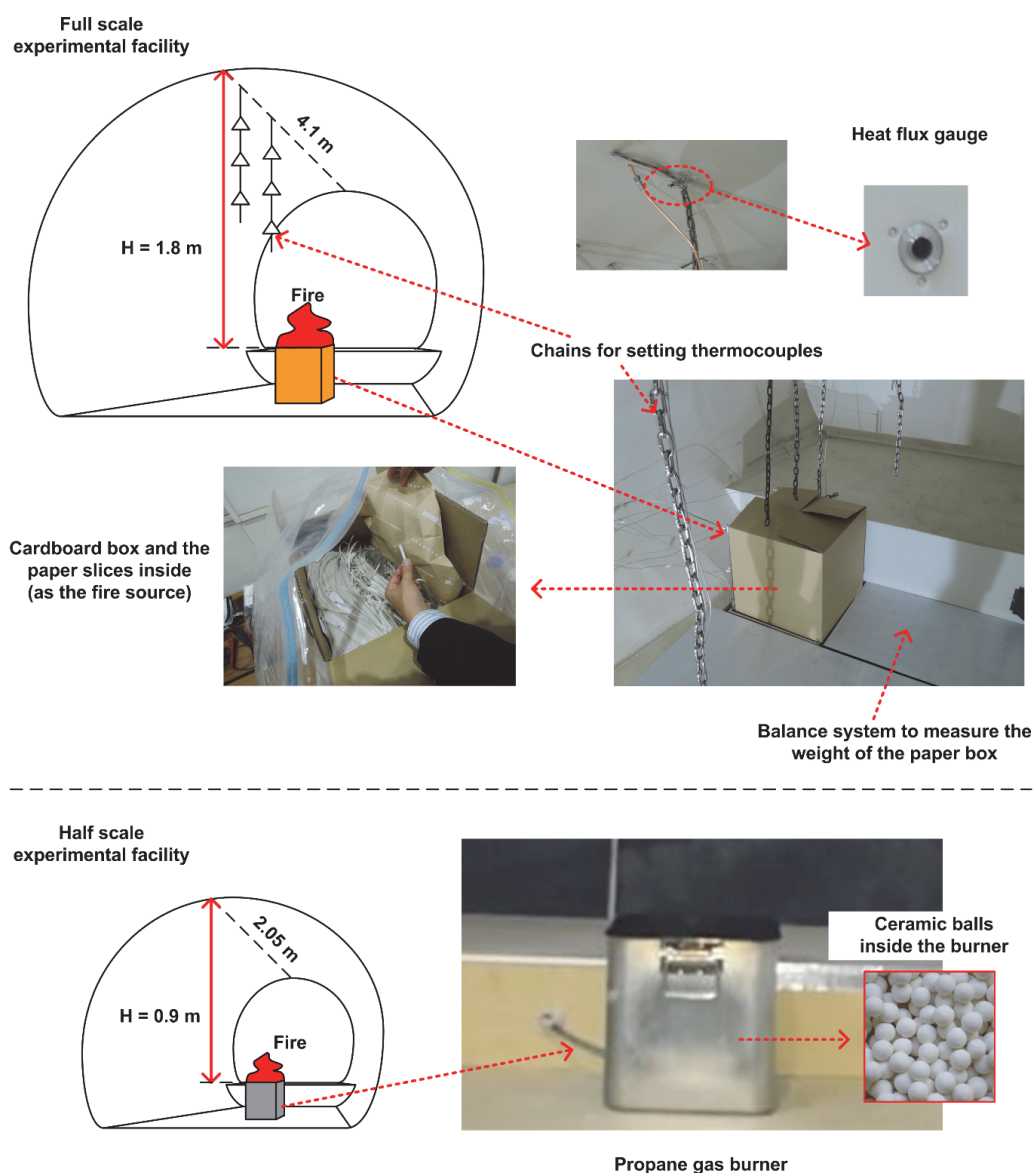 Full scale
experimental facility
4.1 m
H = 1.8 m
Fire
Heat flux gauge
Chains for setting thermocouples
Cardboard box and the
paper slices inside
(as the fire source)
Balance system to measure the
weight of the paper box
Half scale
experimental facility
2.05 m
H = 0.9 m
Fire
Ceramic balls
inside the burner
Propane gas burner